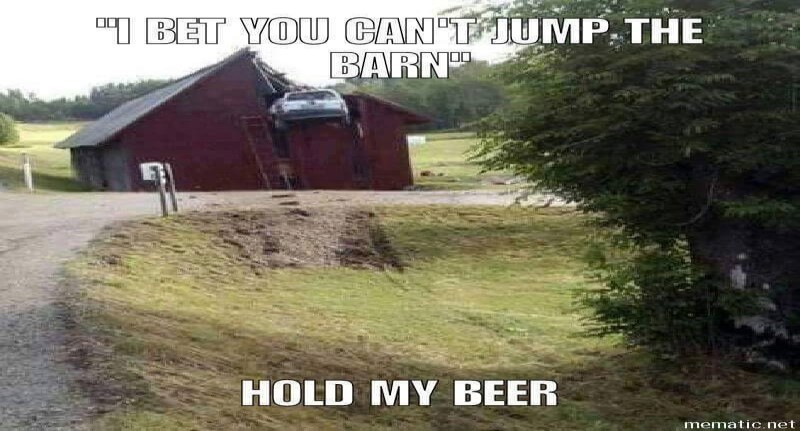 "I BET YOU CAN'T JUMP THE
BARN"
HOLD MY BEER
mematic.net